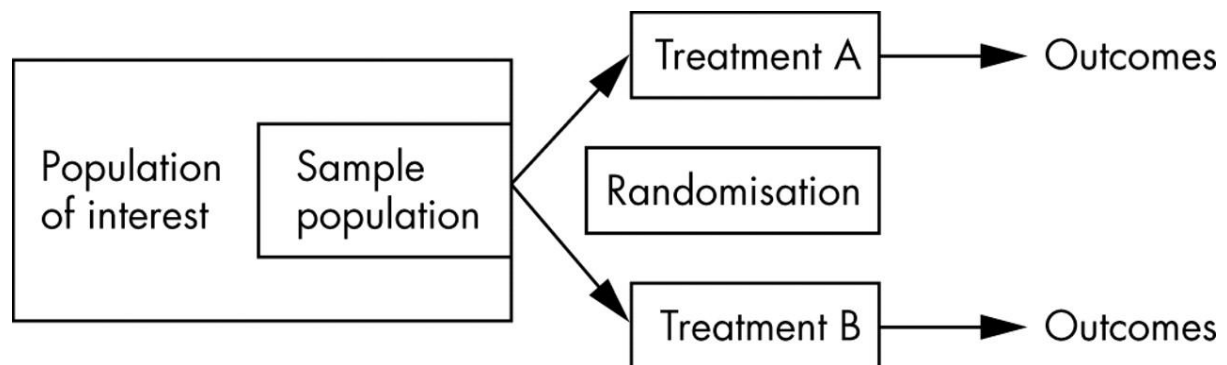 Treatment A
Outcomes
Population
of interest
Sample
population
Randomisation
Treatment B
Outcomes